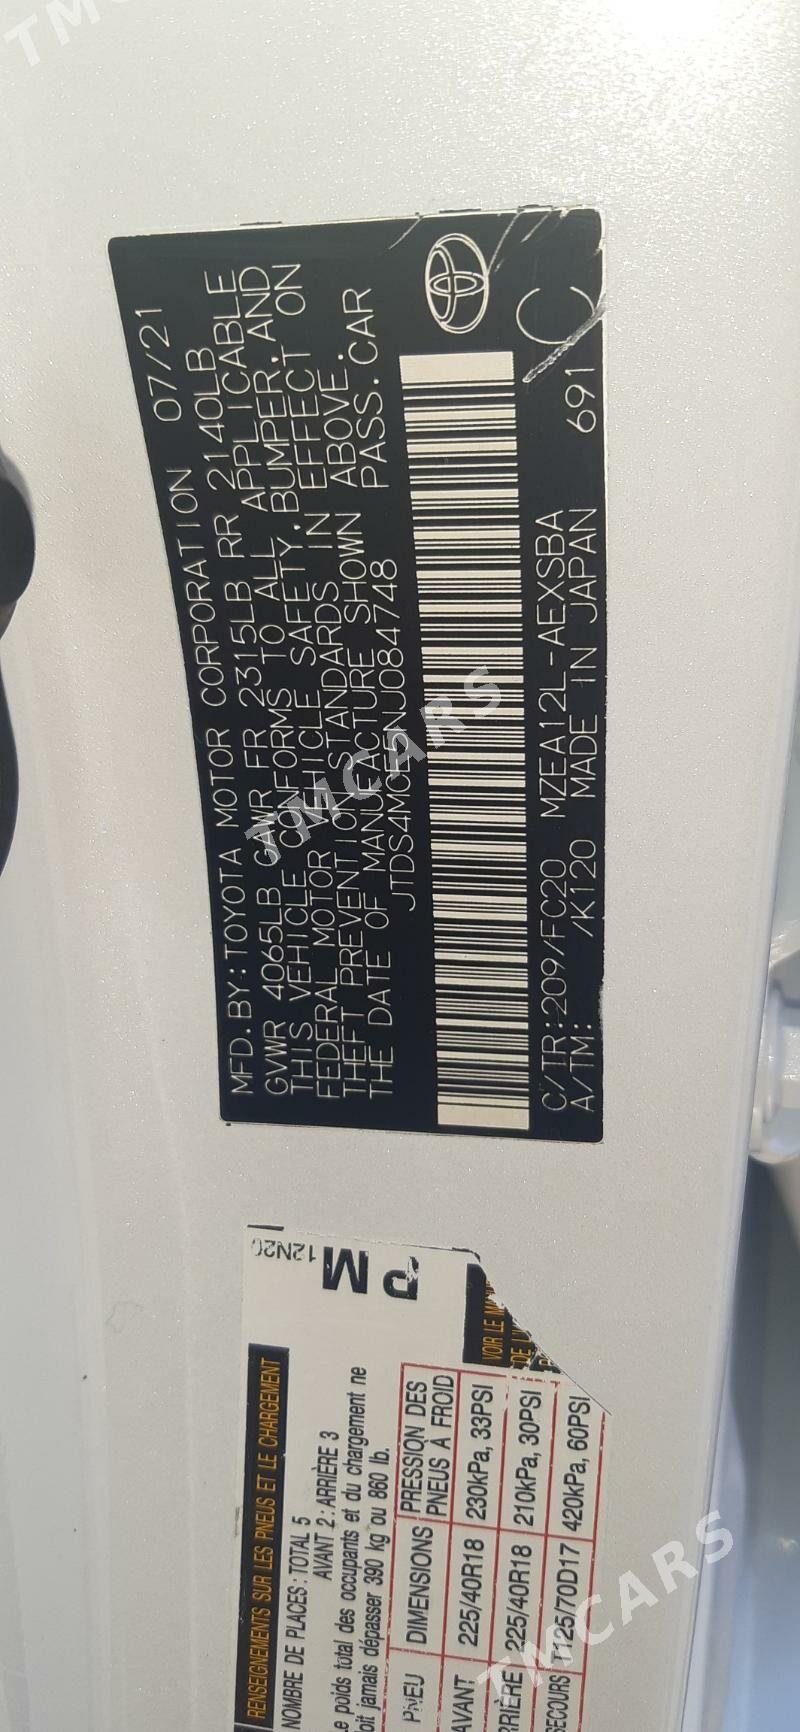 MFD.BY:TOYOTA MOTOR CORPORATION 07/21
GVWR 4065LB GAWR FR 2315LB RR 2140LB
THIS VEHICLE CONFORMS TO ALL APPLICABLE
FEDERAL MOTOR VEHICLE SAFETY, BUMPER, AND
THEFT PREVENTION STANDARDS IN EFFECT ON
THE DATE OF MANUFACTURE SHOWN ABOVE.
JTDS4MCE5NJ084748 PASS.CAR
C/TR:209/FC20 MZEA12L-AEXSBA
A/TM: /K120 MADE IN JAPAN 691 C
12N20
PM
RENSEIGNEMENTS SUR LES PNEUS ET LE CHARGEMENT
NOMBRE DE PLACES : TOTAL 5
AVANT 2 : ARRIÈRE 3
Le poids total des occupants et du chargement ne
doit jamais dépasser 390 kg ou 860 lb.
PNEU DIMENSIONS PRESSION DES PNEUS À FROID
AVANT 225/40R18 230kPa, 33PSI
RRIÈRE 225/40R18 210kPa, 30PSI
SECOURS T125/70D17 420kPa, 60PSI
VOIR LE
DE
TMCARS
TMCARS